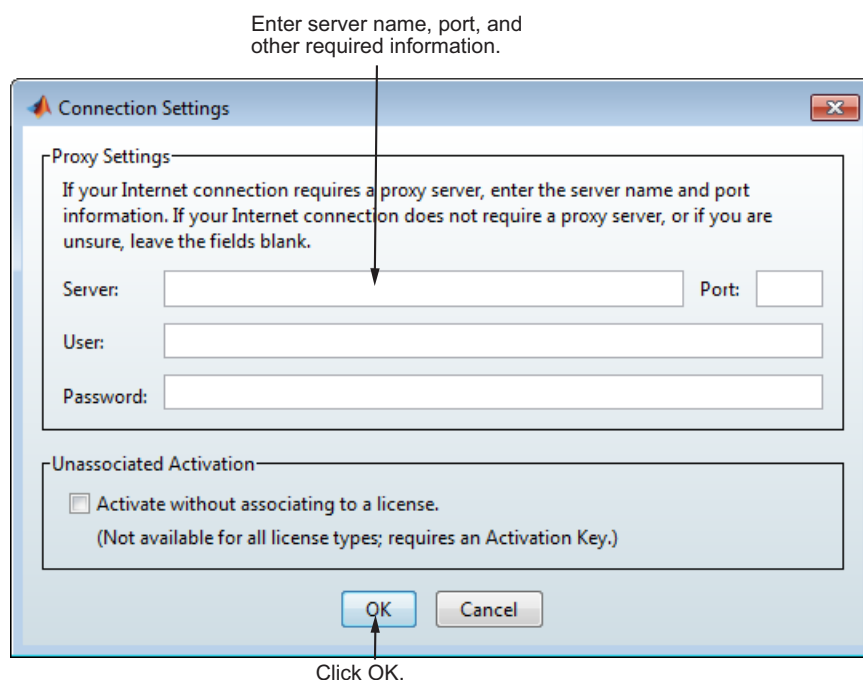 Enter server name, port, and
other required information.
Connection Settings
Proxy Settings
If your Internet connection requires a proxy server, enter the server name and port
information. If your Internet connection does not require a proxy server, or if you are
unsure, leave the fields blank.
Server:
Port:
User:
Password:
Unassociated Activation
Activate without associating to a license.
(Not available for all license types; requires an Activation Key.)
OK
Cancel
Click OK.